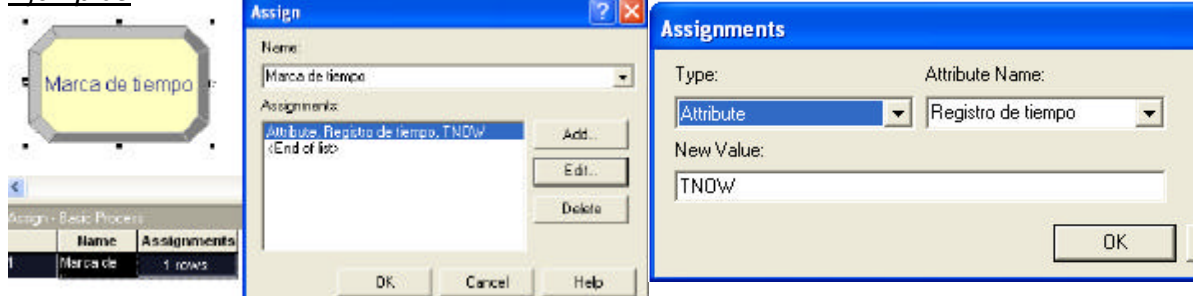 Marca de tiempo
Assign - Basic Process
Name Assignments
1 Marca de 1 rows
Assign
Name:
Marca de tiempo
Assignments:
Attribute, Registro de tiempo, TNOW
<End of list>
Add...
Edit...
Delete
OK Cancel Help
Assignments
Type: Attribute Name:
Attribute Registro de tiempo
New Value:
TNOW
OK